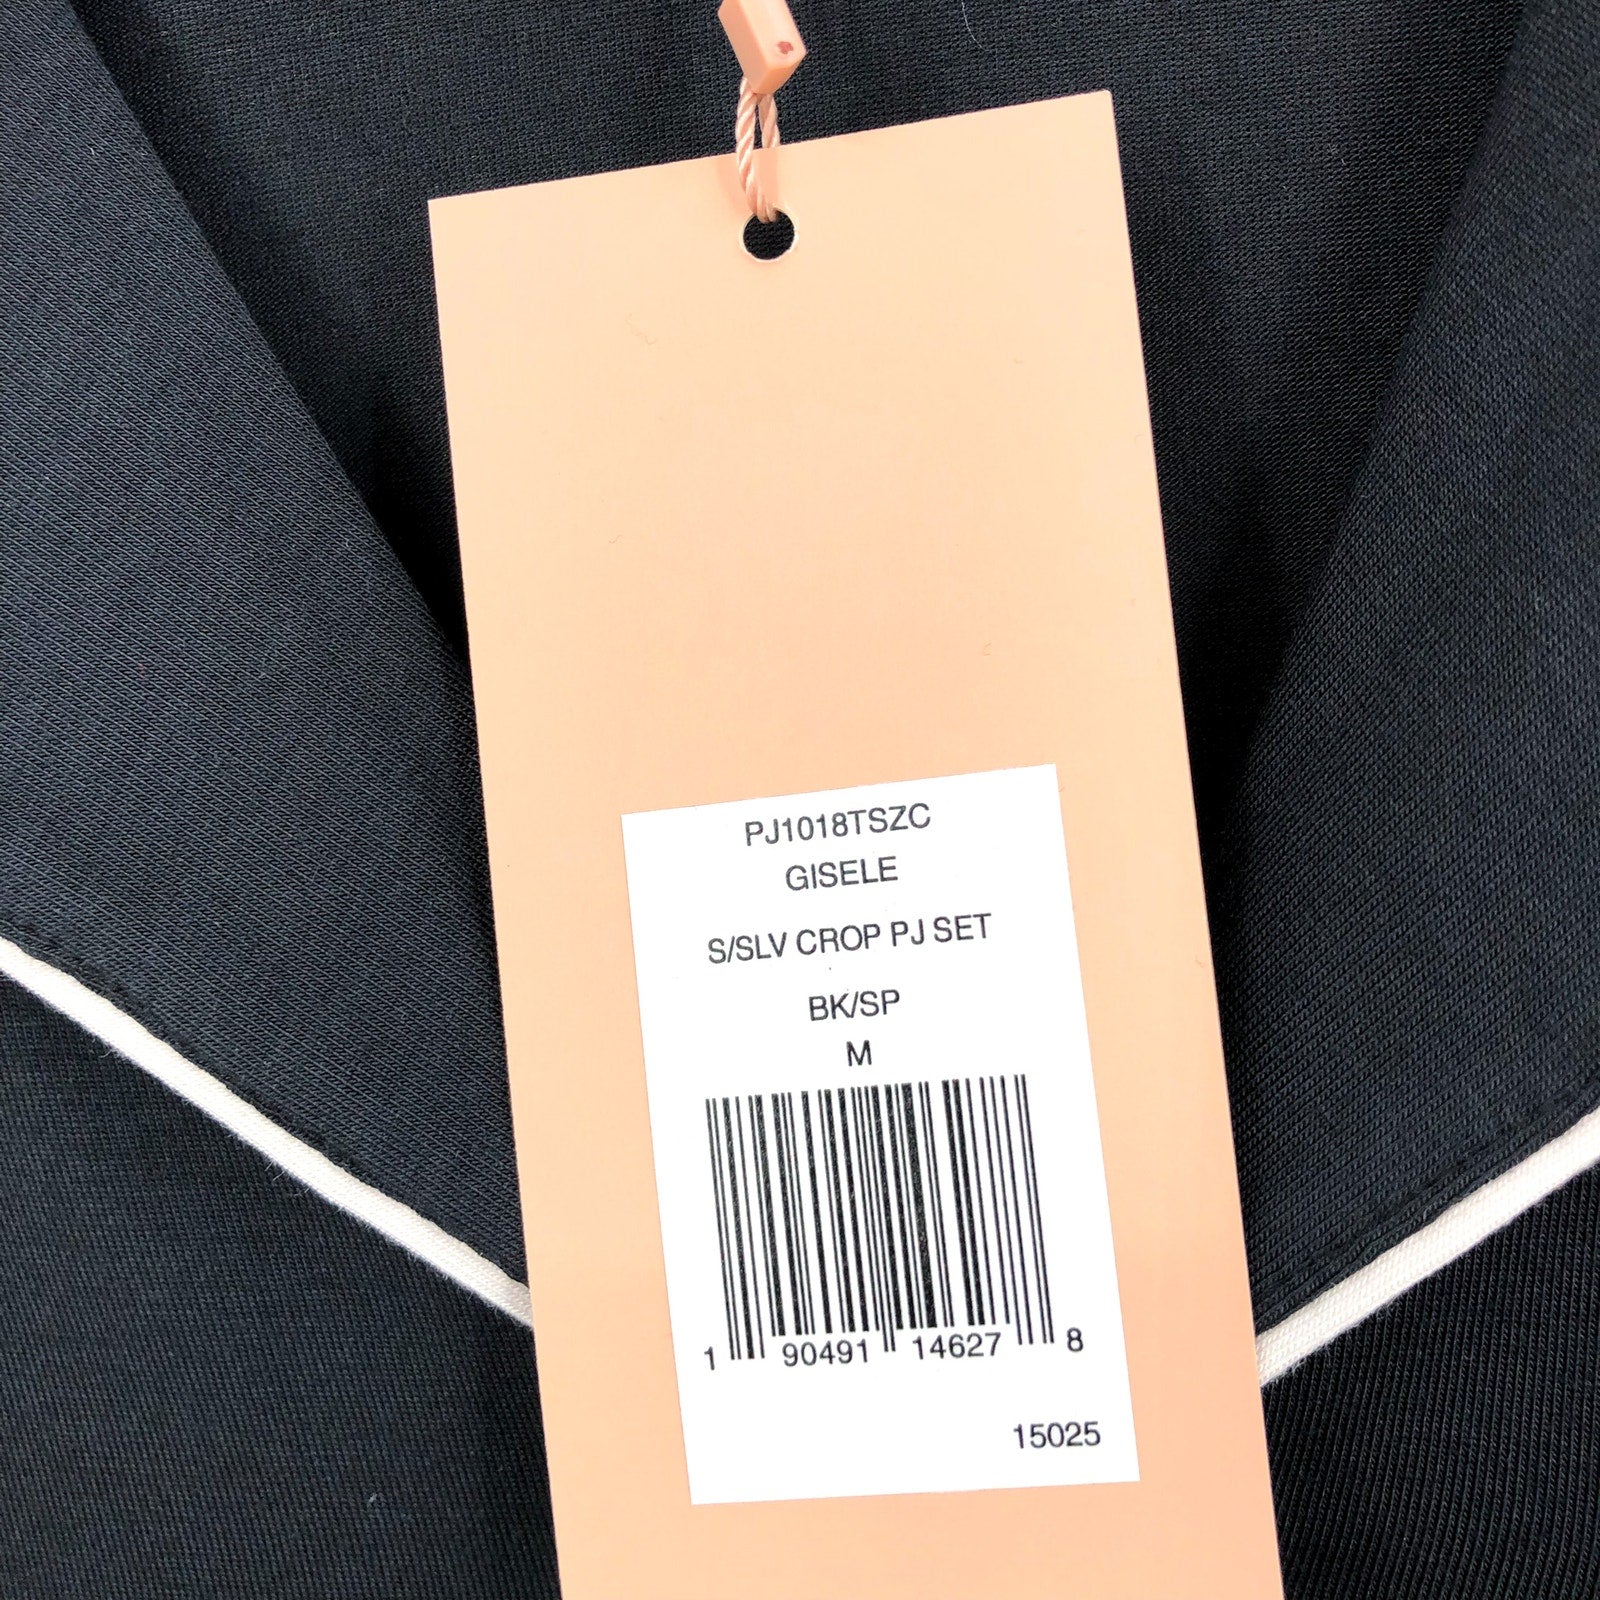 PJ1018TSZC
GISELE
S/SLV CROP PJ SET
BK/SP
M
1 90491 14627 8
15025